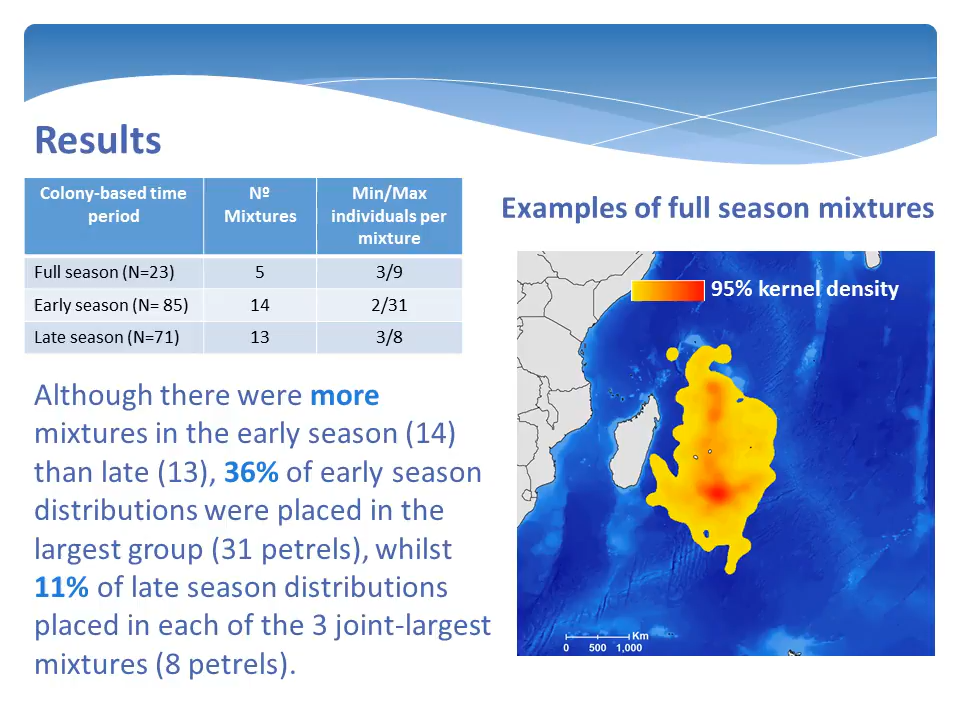 Results
Colony-based time period Nº Mixtures Min/Max individuals per mixture
Full season (N=23) 5 3/9
Early season (N= 85) 14 2/31
Late season (N=71) 13 3/8
Although there were more
mixtures in the early season (14)
than late (13), 36% of early season
distributions were placed in the
largest group (31 petrels), whilst
11% of late season distributions
placed in each of the 3 joint-largest
mixtures (8 petrels).
Examples of full season mixtures
95% kernel density
Km
0 500 1,000